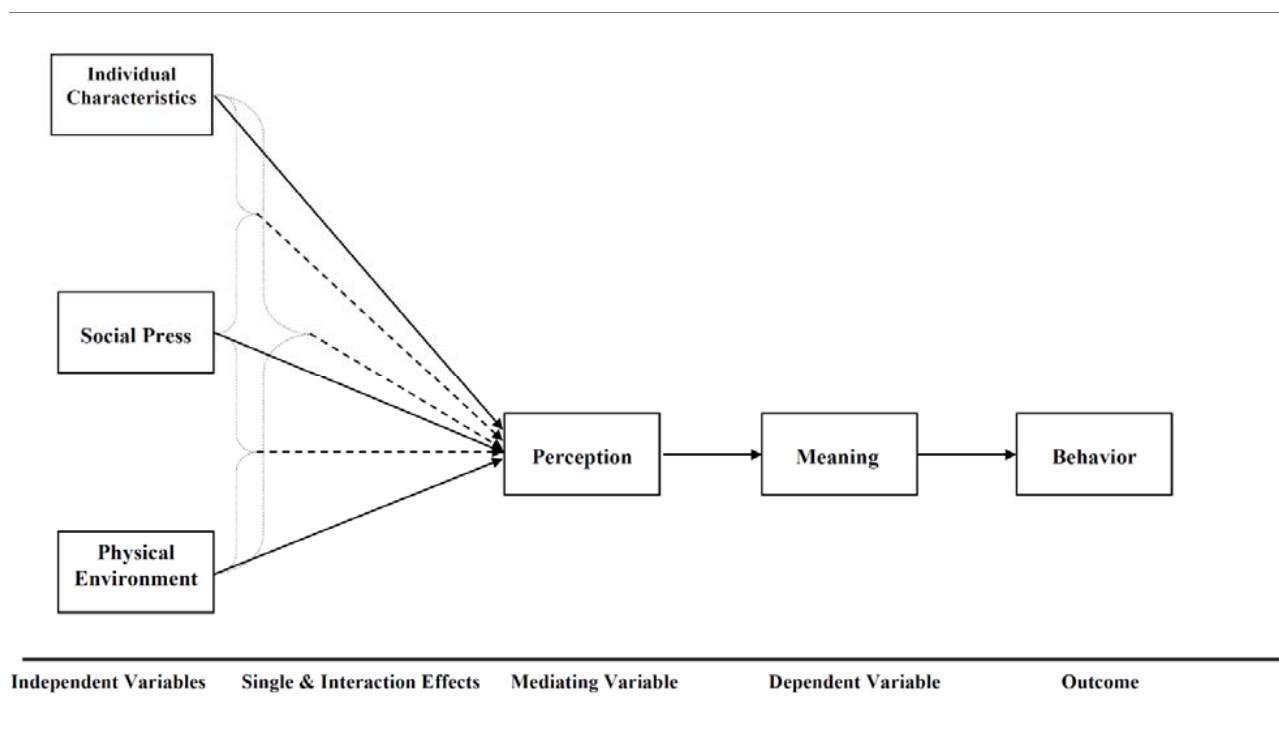 Individual
Characteristics
Social Press
Perception
Meaning
Behavior
Physical
Environment
Independent Variables
Single & Interaction Effects
Mediating Variable
Dependent Variable
Outcome